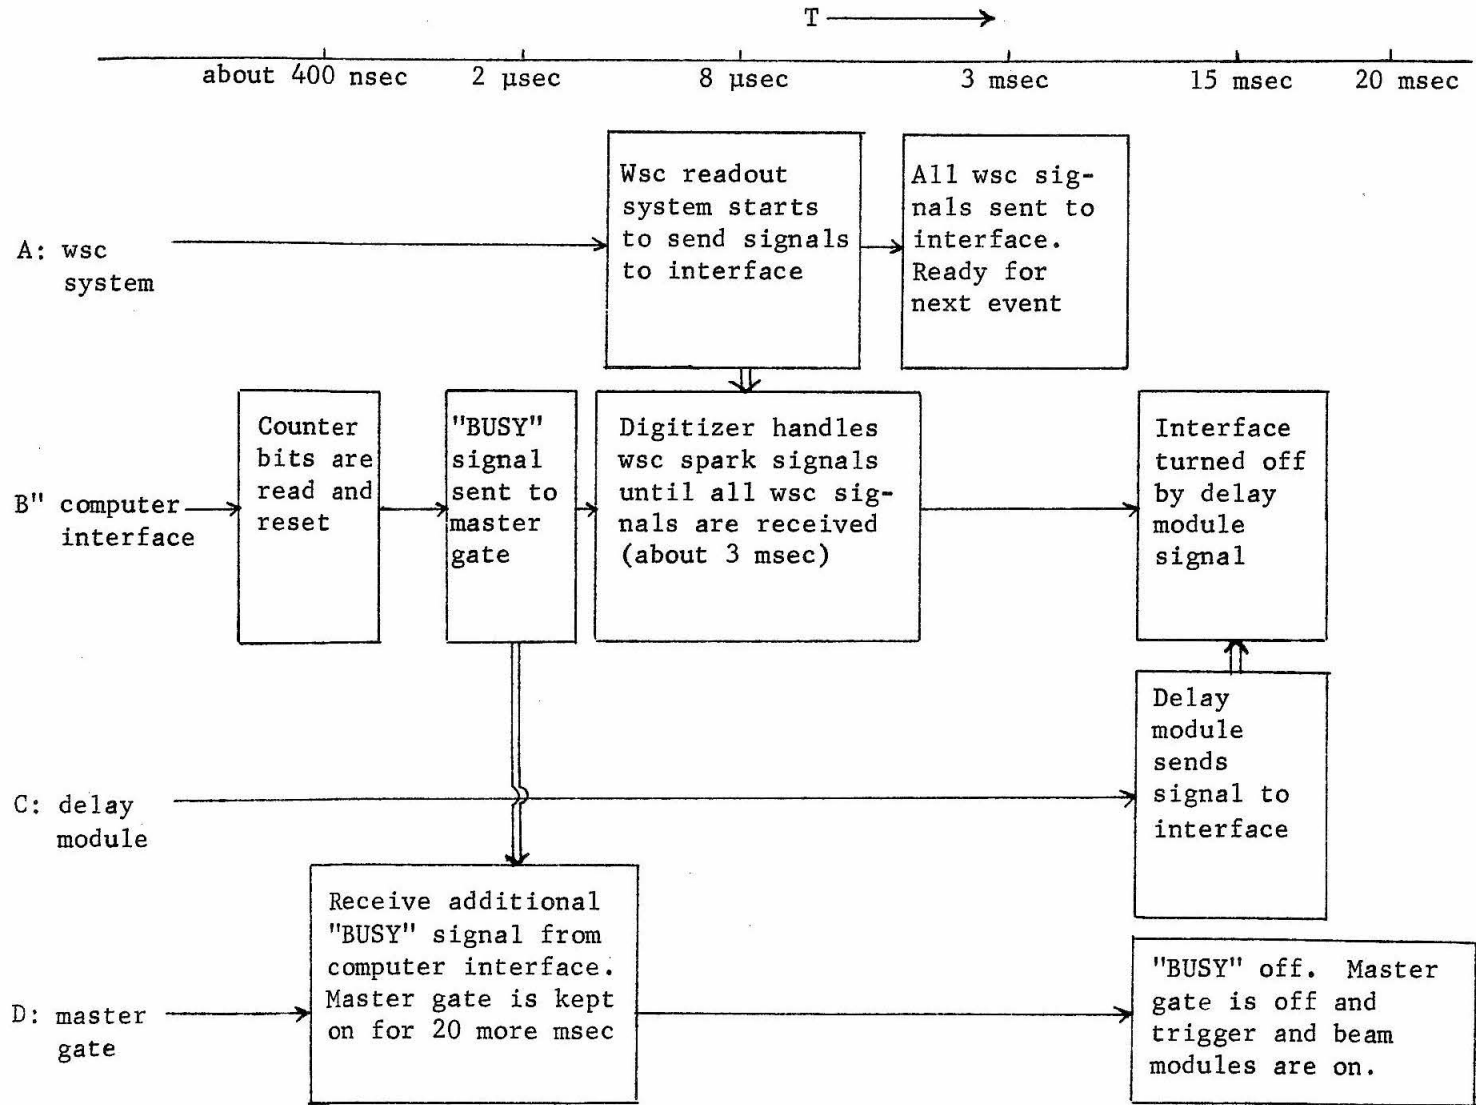 T
about 400 nsec
2 µsec
8 µsec
3 msec
15 msec
20 msec
A: wsc
system
Wsc readout
system starts
to send signals
to interface
All wsc sig-
nals sent to
interface.
Ready for
next event
B" computer
interface
Counter
bits are
read and
reset
"BUSY"
signal
sent to
master
gate
Digitizer handles
wsc spark signals
until all wsc sig-
nals are received
(about 3 msec)
Interface
turned off
by delay
module
signal
C: delay
module
Delay
module
sends
signal to
interface
D: master
gate
Receive additional
"BUSY" signal from
computer interface.
Master gate is kept
on for 20 more msec
"BUSY" off. Master
gate is off and
trigger and beam
modules are on.